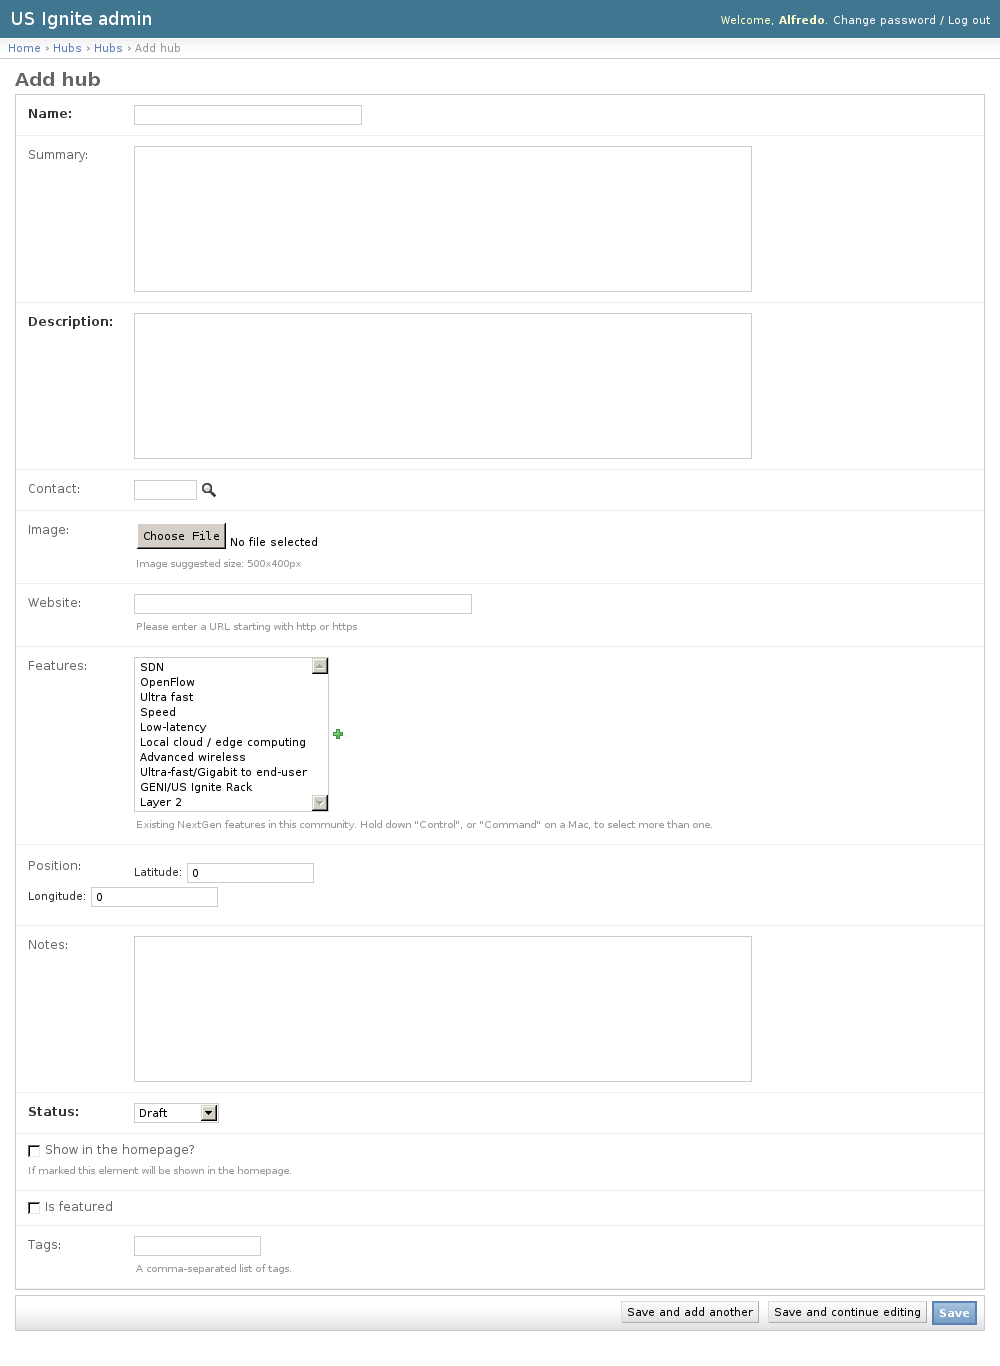 US Ignite admin
Welcome, Alfredo. Change password / Log out
Home › Hubs › Hubs › Add hub
Add hub
Name:
Summary:
Description:
Contact:
Image:
Choose File No file selected
Image suggested size: 500x400px
Website:
Please enter a URL starting with http or https
Features:
SDN
OpenFlow
Ultra fast
Speed
Low-latency
Local cloud / edge computing
Advanced wireless
Ultra-fast/Gigabit to end-user
GENI/US Ignite Rack
Layer 2
Existing NextGen features in this community. Hold down "Control", or "Command" on a Mac, to select more than one.
Position:
Latitude: 0
Longitude: 0
Notes:
Status:
Draft
Show in the homepage?
If marked this element will be shown in the homepage.
Is featured
Tags:
A comma-separated list of tags.
Save and add another
Save and continue editing
Save